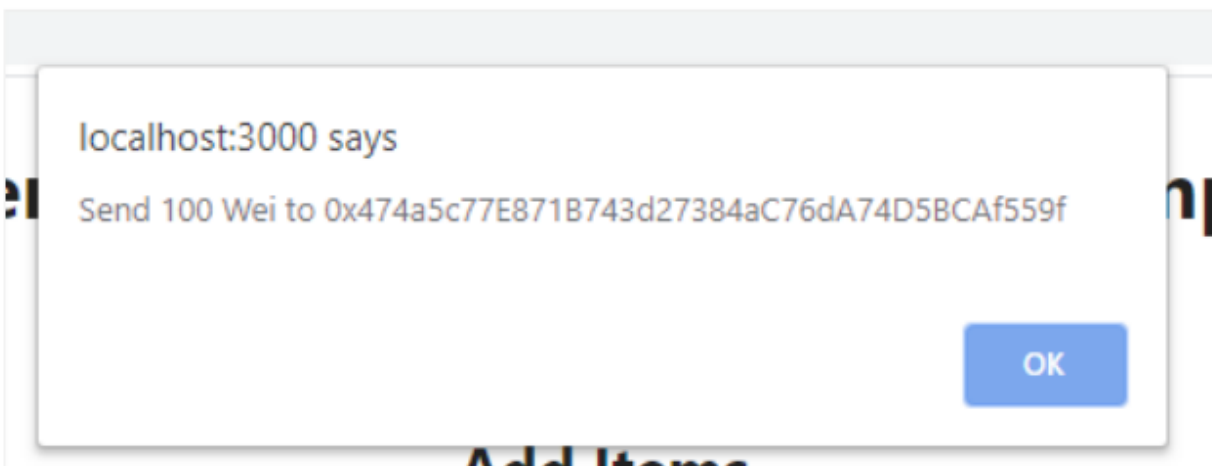 localhost:3000 says
Send 100 Wei to 0x474a5c77E871B743d27384aC76dA74D5BCAf559f
OK
Add Items